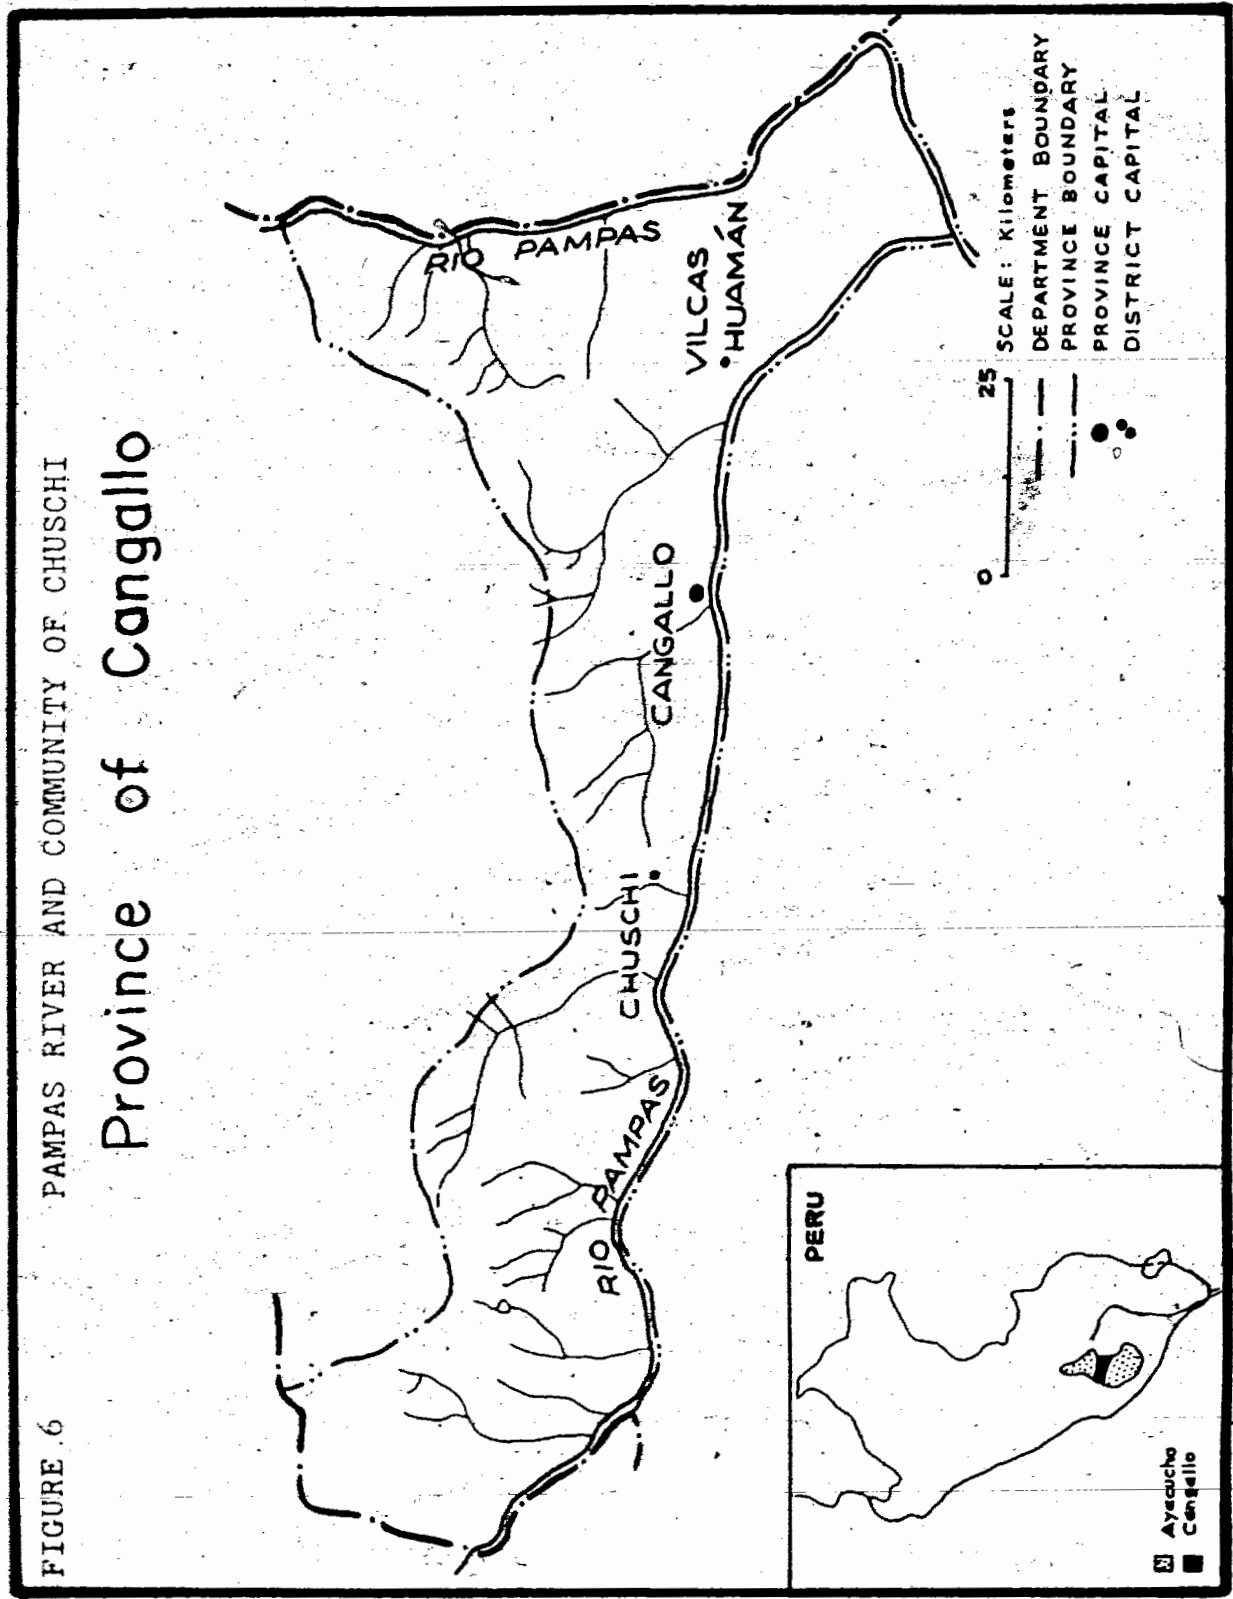 FIGURE 6 PAMPAS RIVER AND COMMUNITY OF CHUSCHI
Province of Cangallo
RIO PAMPAS
VILCAS
HUAMÁN
CANGALLO
CHUSCHI
RIO PAMPAS
0 25
SCALE: Kilometers
DEPARTMENT BOUNDARY
PROVINCE BOUNDARY
PROVINCE CAPITAL
DISTRICT CAPITAL
PERU
Ayacucho
Cangallo